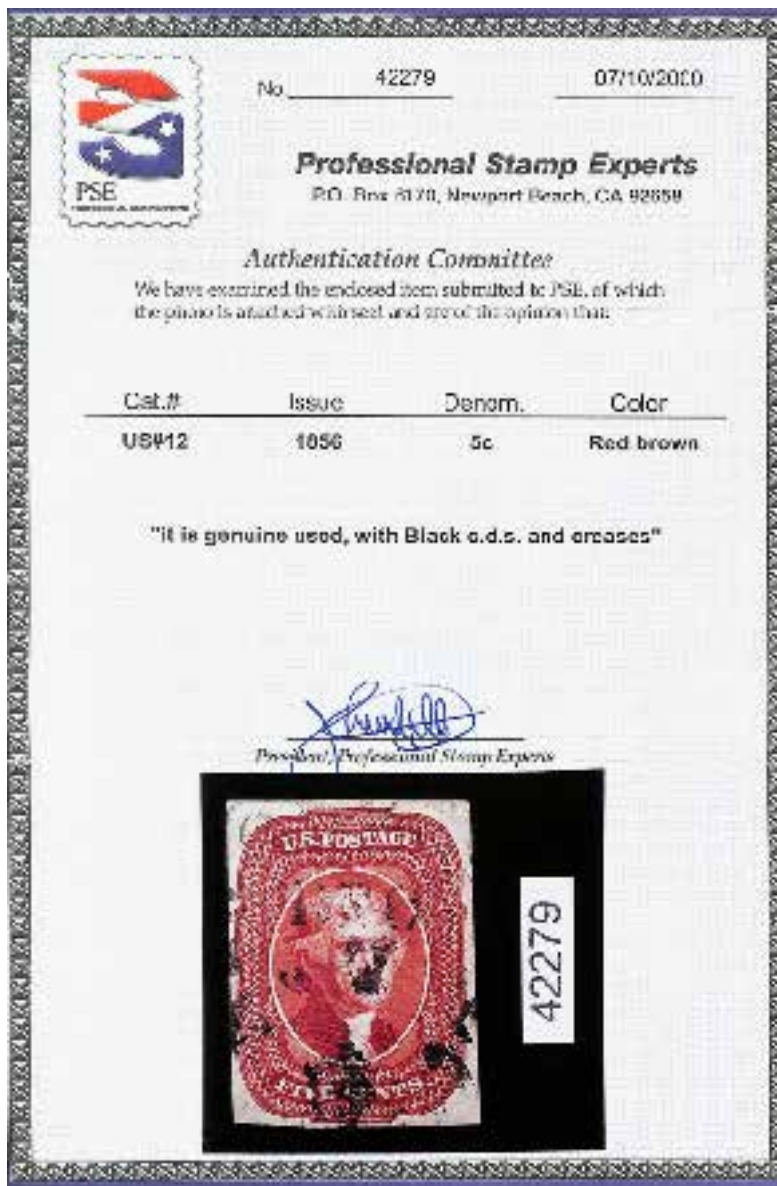 No. 42279 07/10/2000
PSE
Professional Stamp Experts
P.O. Box 6170, Newport Beach, CA 92658
Authentication Committee
We have examined the enclosed item submitted to PSE, of which
the photo is attached with seal and are of the opinion that:
Cat.# Issue Denom. Color
US#12 1856 5c Red brown
"it is genuine used, with Black c.d.s. and creases"
President, Professional Stamp Experts
U.S. POSTAGE
FIVE CENTS
42279